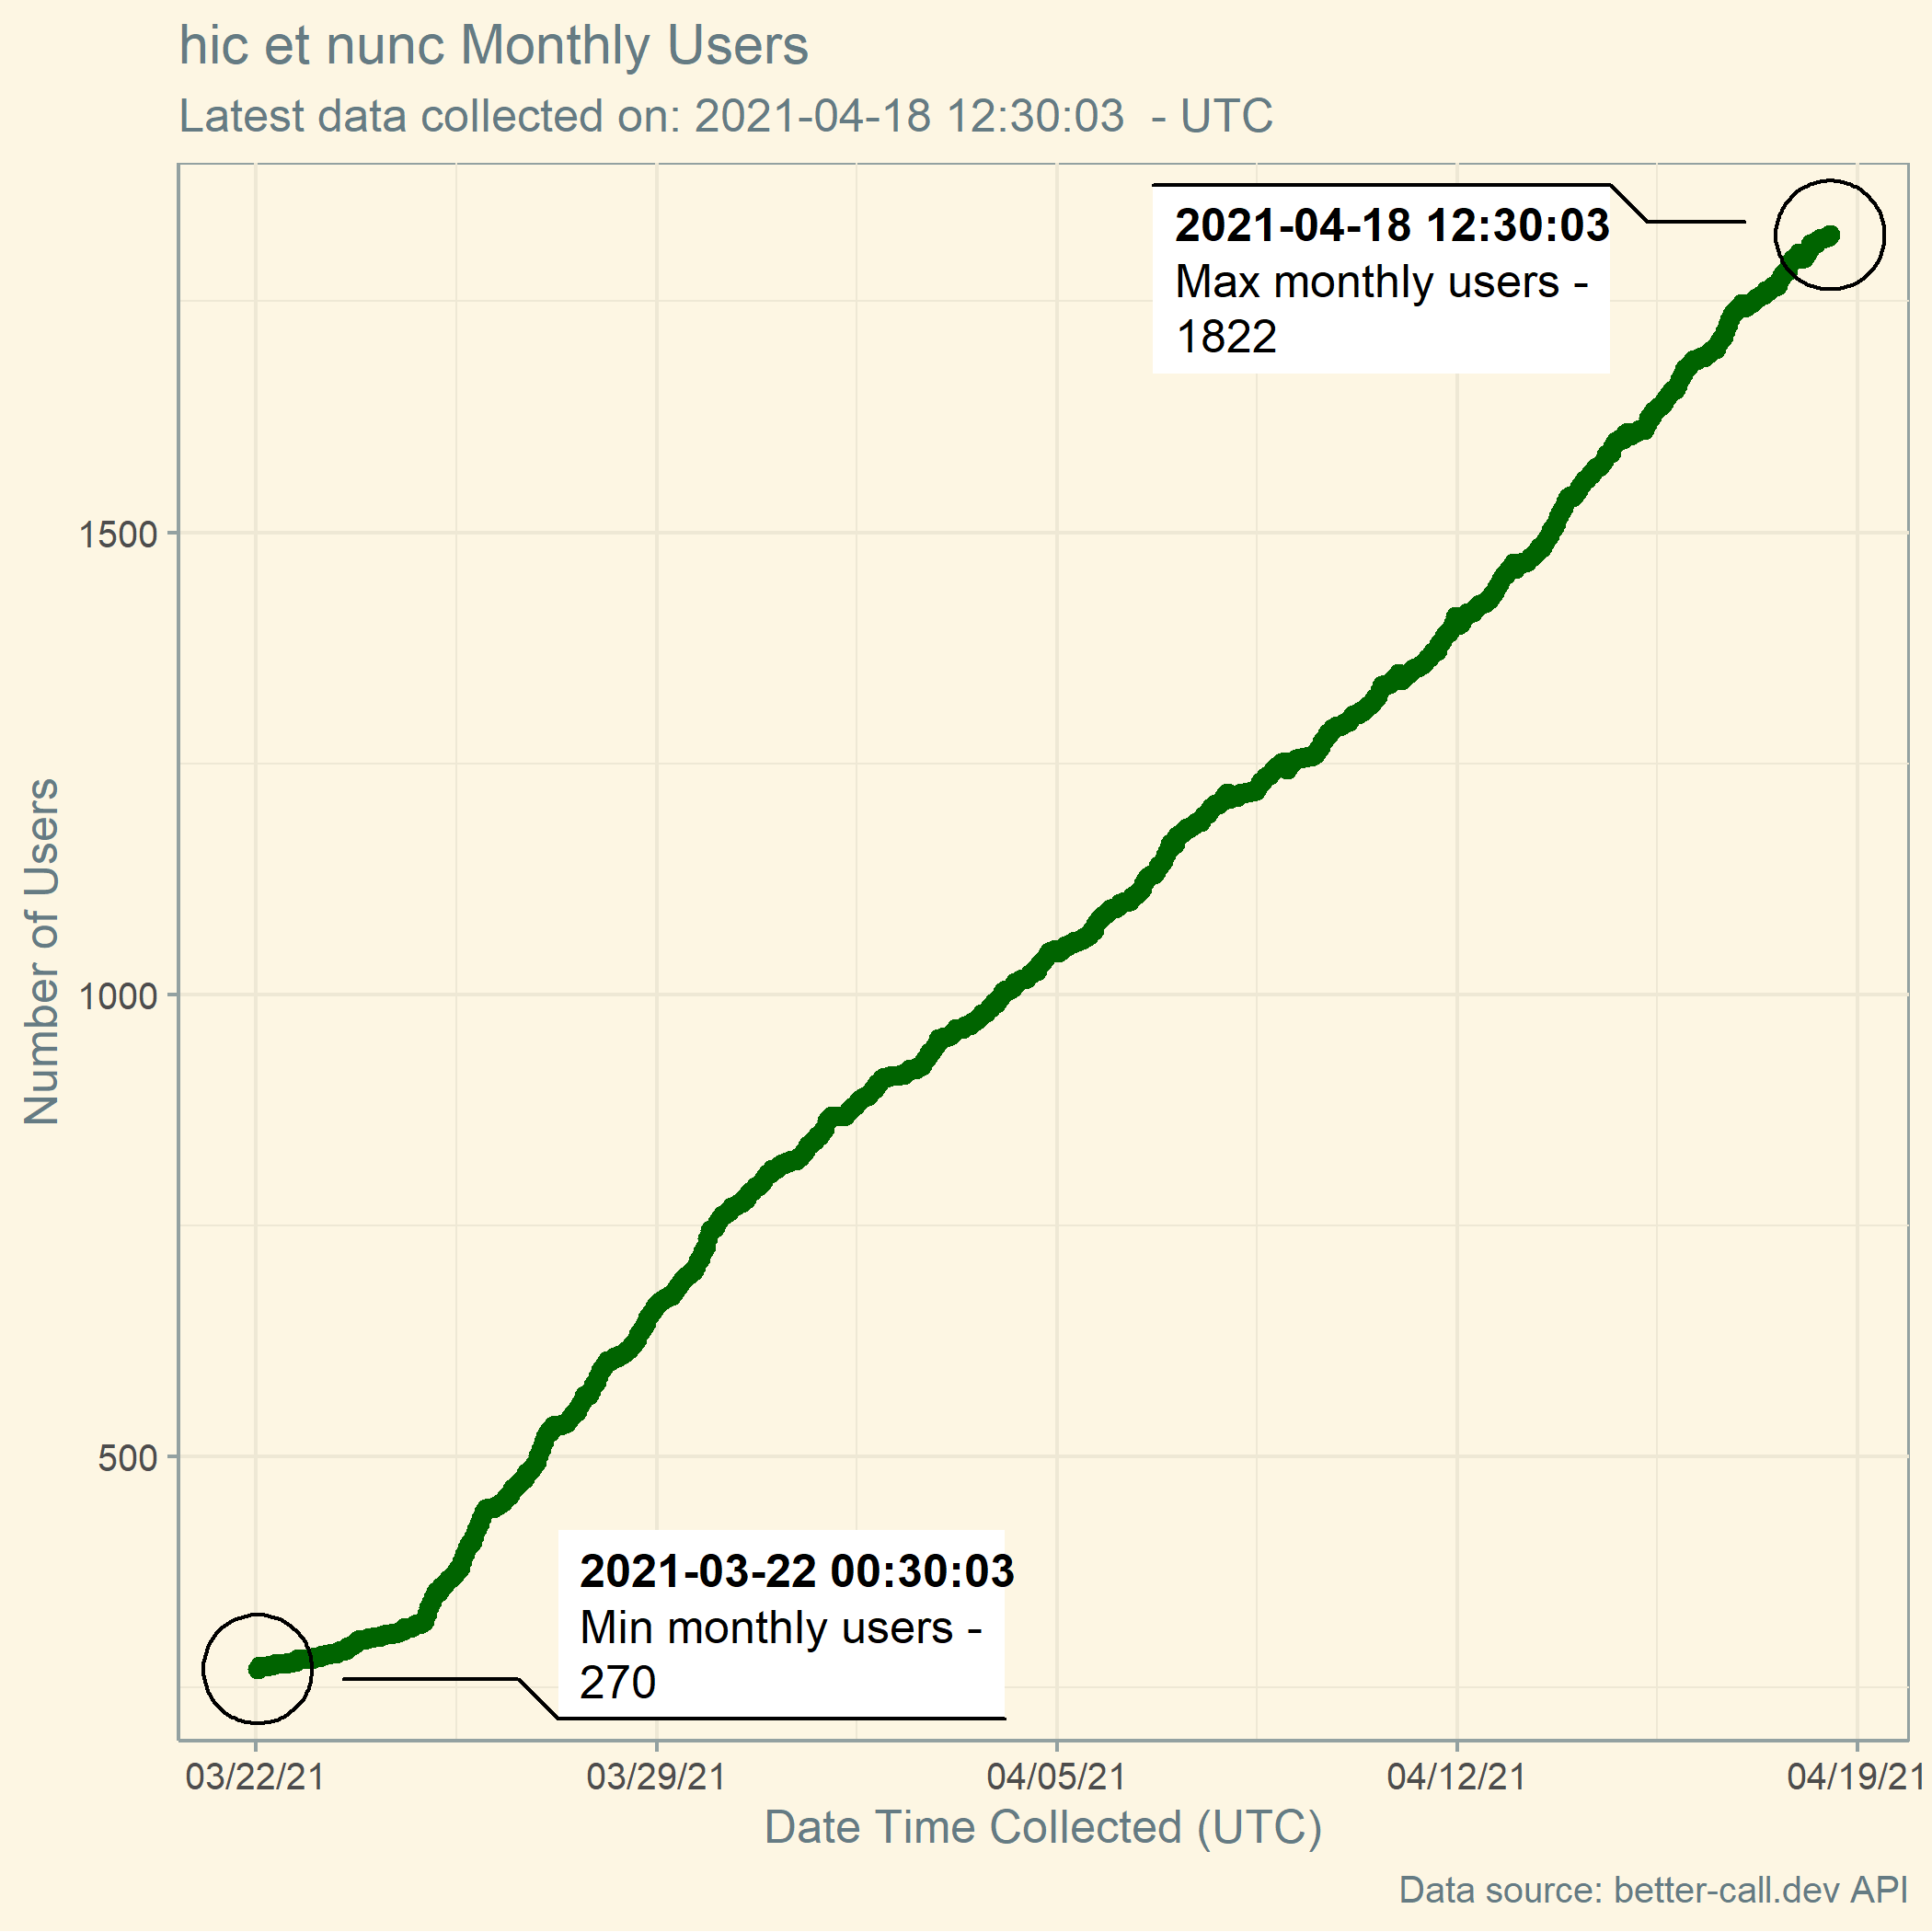 hic et nunc Monthly Users
Latest data collected on: 2021-04-18 12:30:03  - UTC
2021-04-18 12:30:03
Max monthly users -
1822
Number of Users
1500
1000
500
2021-03-22 00:30:03
Min monthly users -
270
03/22/21
03/29/21
04/05/21
04/12/21
04/19/21
Date Time Collected (UTC)
Data source: better-call.dev API